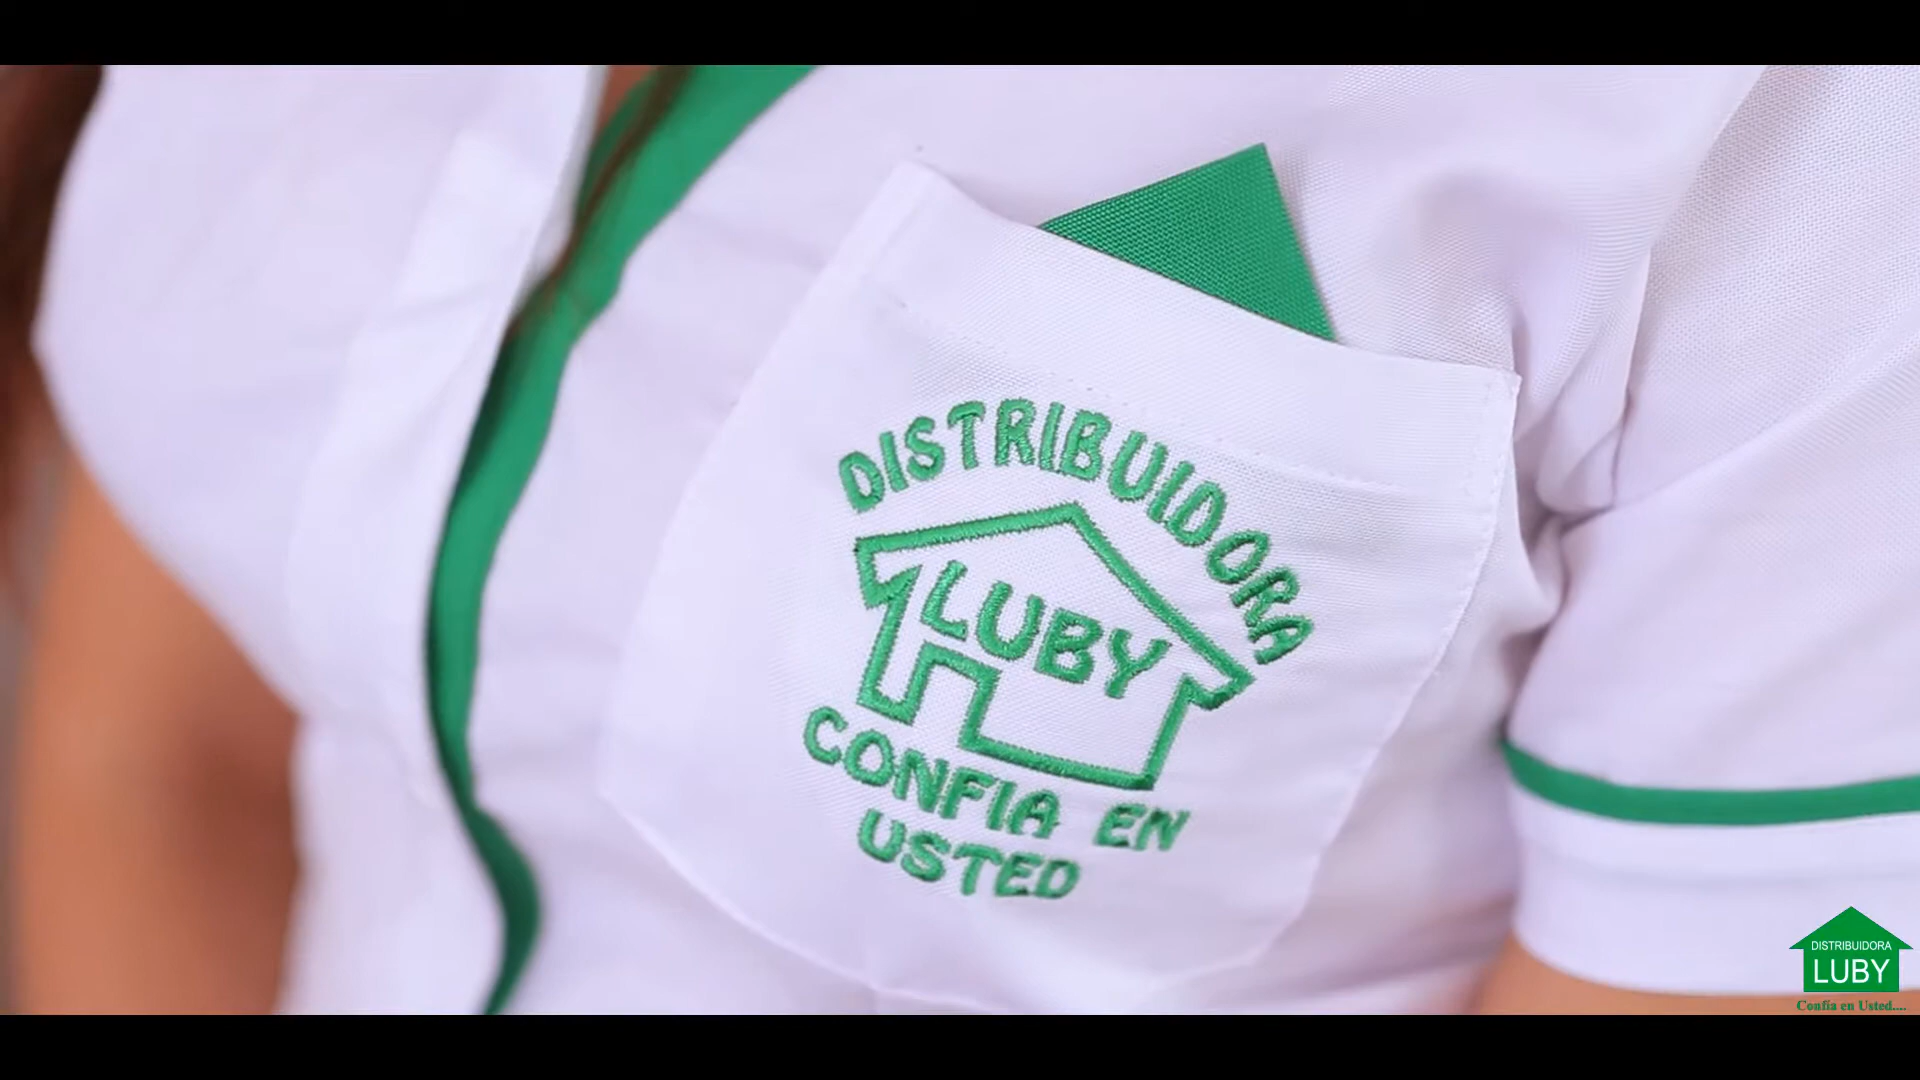 DISTRIBUIDORA
LUBY
CONFIA EN
USTED
DISTRIBUIDORA
LUBY
Confía en Usted....